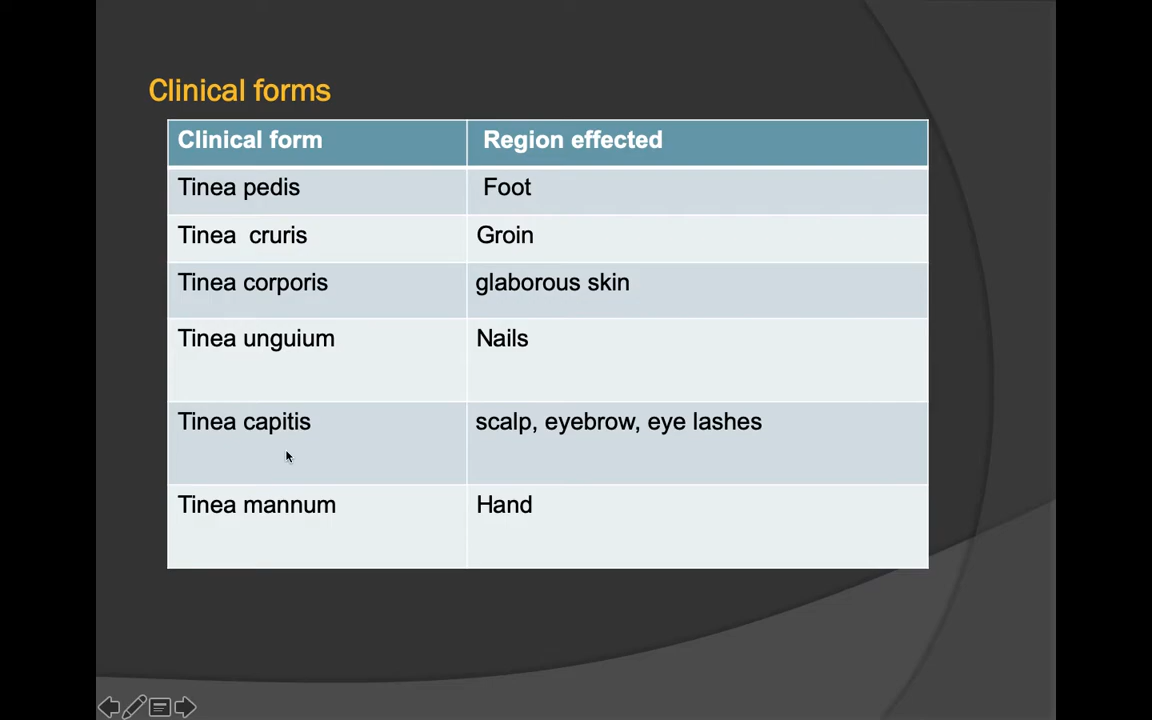 Clinical forms
Clinical form Region effected
Tinea pedis Foot
Tinea cruris Groin
Tinea corporis glaborous skin
Tinea unguium Nails
Tinea capitis scalp, eyebrow, eye lashes
Tinea mannum Hand